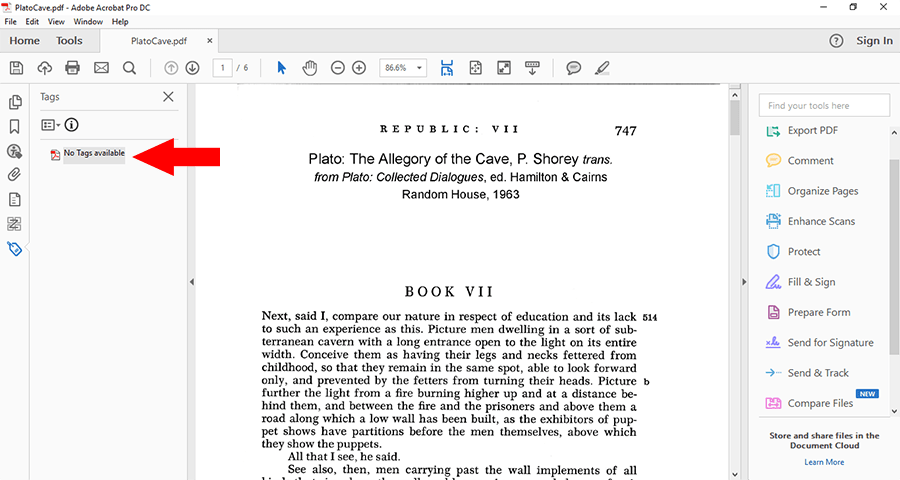 PlatoCave.pdf - Adobe Acrobat Pro DC
File Edit View Window Help
Home Tools PlatoCave.pdf × ? Sign In
1 / 6 86.6%
Tags
No Tags available
REPUBLIC: VII 747
Plato: The Allegory of the Cave, P. Shorey trans.
from Plato: Collected Dialogues, ed. Hamilton & Cairns
Random House, 1963
BOOK VII
Next, said I, compare our nature in respect of education and its lack 514
to such an experience as this. Picture men dwelling in a sort of sub-
terranean cavern with a long entrance open to the light on its entire
width. Conceive them as having their legs and necks fettered from
childhood, so that they remain in the same spot, able to look forward
only, and prevented by the fetters from turning their heads. Picture b
further the light from a fire burning higher up and at a distance be-
hind them, and between the fire and the prisoners and above them a
road along which a low wall has been built, as the exhibitors of pup-
pet shows have partitions before the men themselves, above which
they show the puppets.
All that I see, he said.
See also, then, men carrying past the wall implements of all
Find your tools here
Export PDF
Comment
Organize Pages
Enhance Scans
Protect
Fill & Sign
Prepare Form
Send for Signature
Send & Track
Compare Files NEW
Store and share files in the
Document Cloud
Learn More